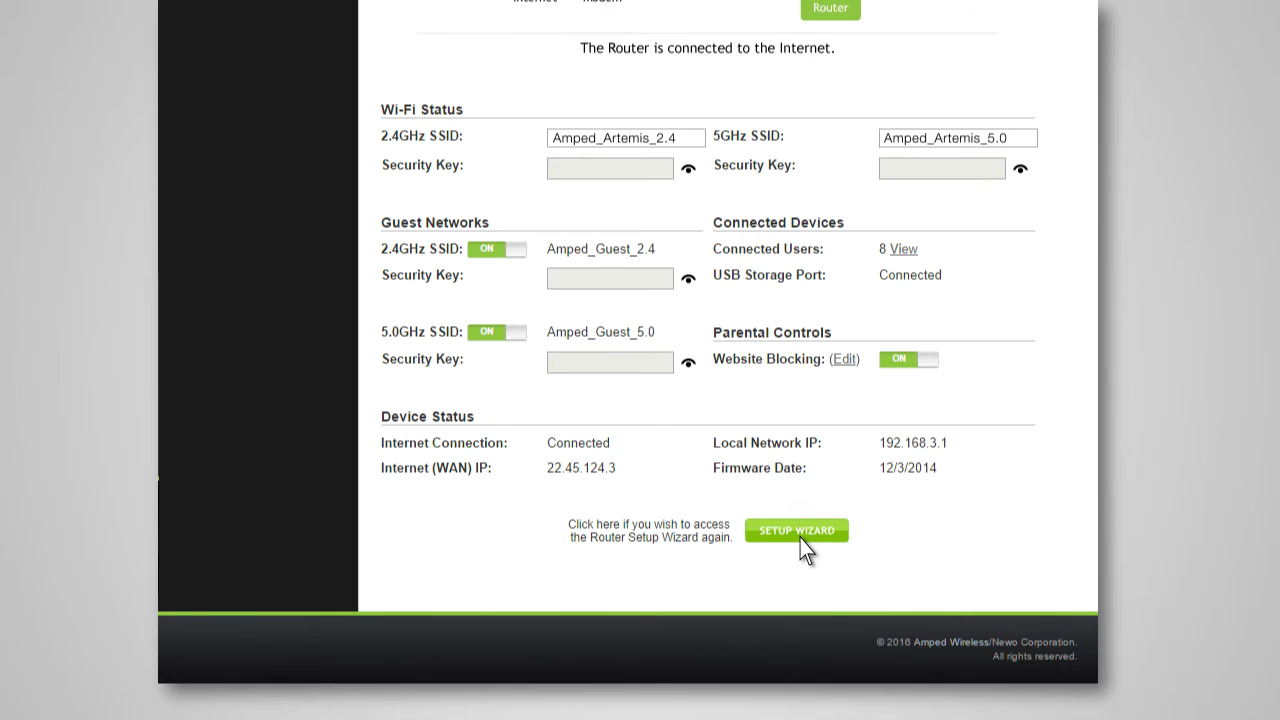 Internet Modem
Router
The Router is connected to the Internet.
Wi-Fi Status
2.4GHz SSID: Amped_Artemis_2.4 5GHz SSID: Amped_Artemis_5.0
Security Key: Security Key:
Guest Networks Connected Devices
2.4GHz SSID: ON Amped_Guest_2.4 Connected Users: 8 View
Security Key: USB Storage Port: Connected
5.0GHz SSID: ON Amped_Guest_5.0 Parental Controls
Security Key: Website Blocking: (Edit) ON
Device Status
Internet Connection: Connected Local Network IP: 192.168.3.1
Internet (WAN) IP: 22.45.124.3 Firmware Date: 12/3/2014
Click here if you wish to access
the Router Setup Wizard again.
SETUP WIZARD
© 2016 Amped Wireless/Newo Corporation.
All rights reserved.